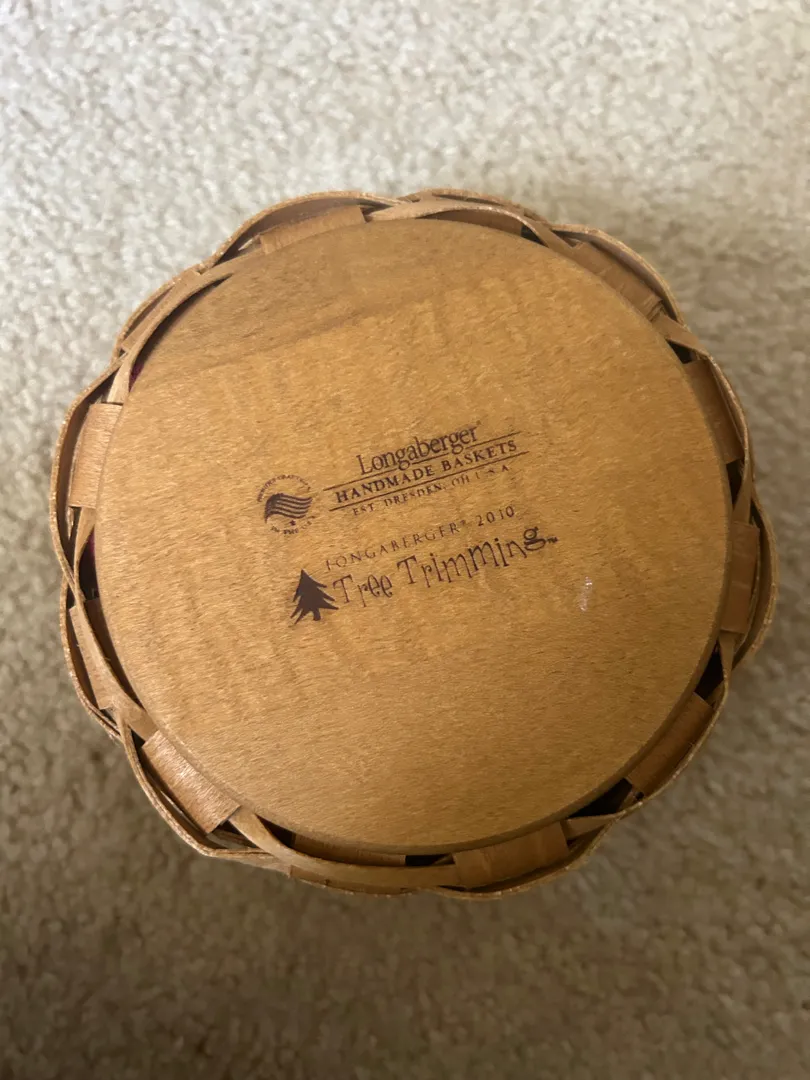 Longaberger®
HANDMADE BASKETS
EST. DRESDEN, OH U.S.A
LONGABERGER® 2010
Tree Trimming™